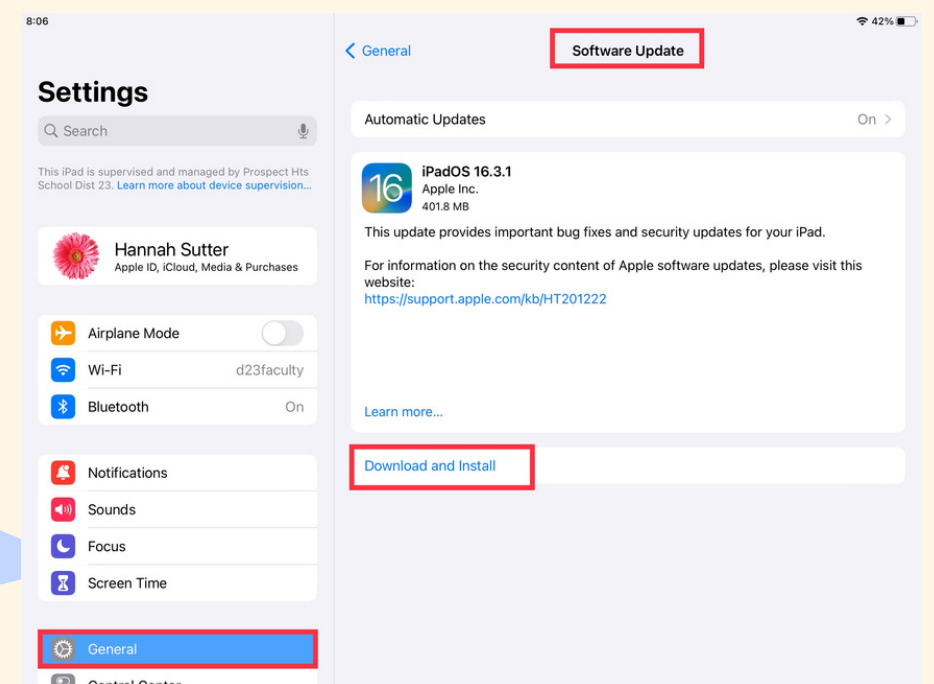 8:06
42%
Settings
Search
This iPad is supervised and managed by Prospect Hts
School Dist 23. Learn more about device supervision...
Hannah Sutter
Apple ID, iCloud, Media & Purchases
Airplane Mode
Wi-Fi d23faculty
Bluetooth On
Notifications
Sounds
Focus
Screen Time
General
Control Center
General
Software Update
Automatic Updates On
16
iPadOS 16.3.1
Apple Inc.
401.8 MB
This update provides important bug fixes and security updates for your iPad.
For information on the security content of Apple software updates, please visit this
website:
https://support.apple.com/kb/HT201222
Learn more...
Download and Install